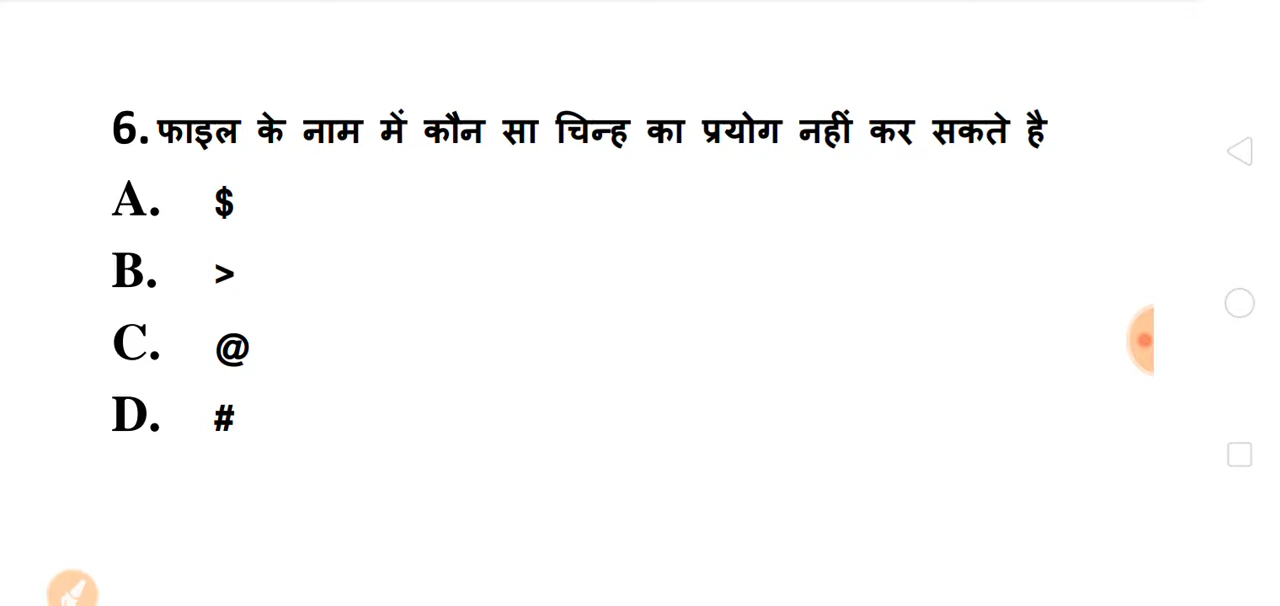 6. फाइल के नाम में कौन सा चिन्ह का प्रयोग नहीं कर सकते है
A. $
B. >
C. @
D. #